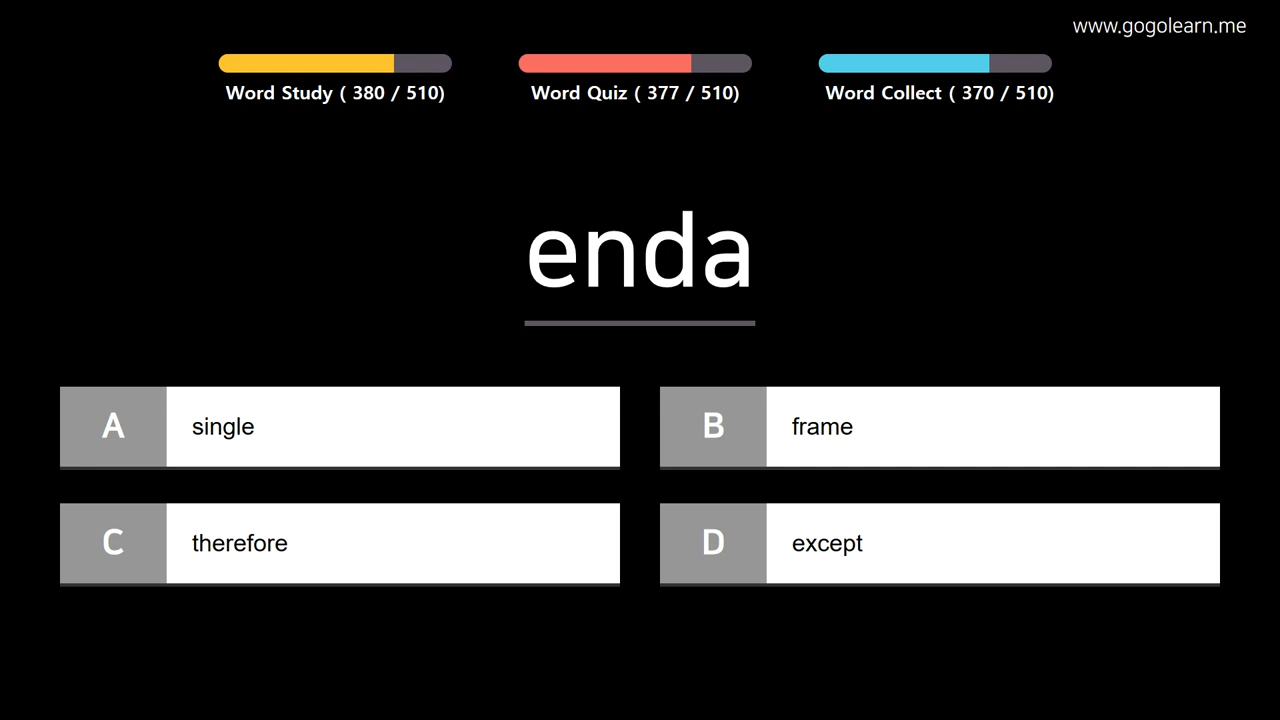 www.gogolearn.me
Word Study ( 380 / 510)
Word Quiz ( 377 / 510)
Word Collect ( 370 / 510)
enda
A single
B frame
C therefore
D except